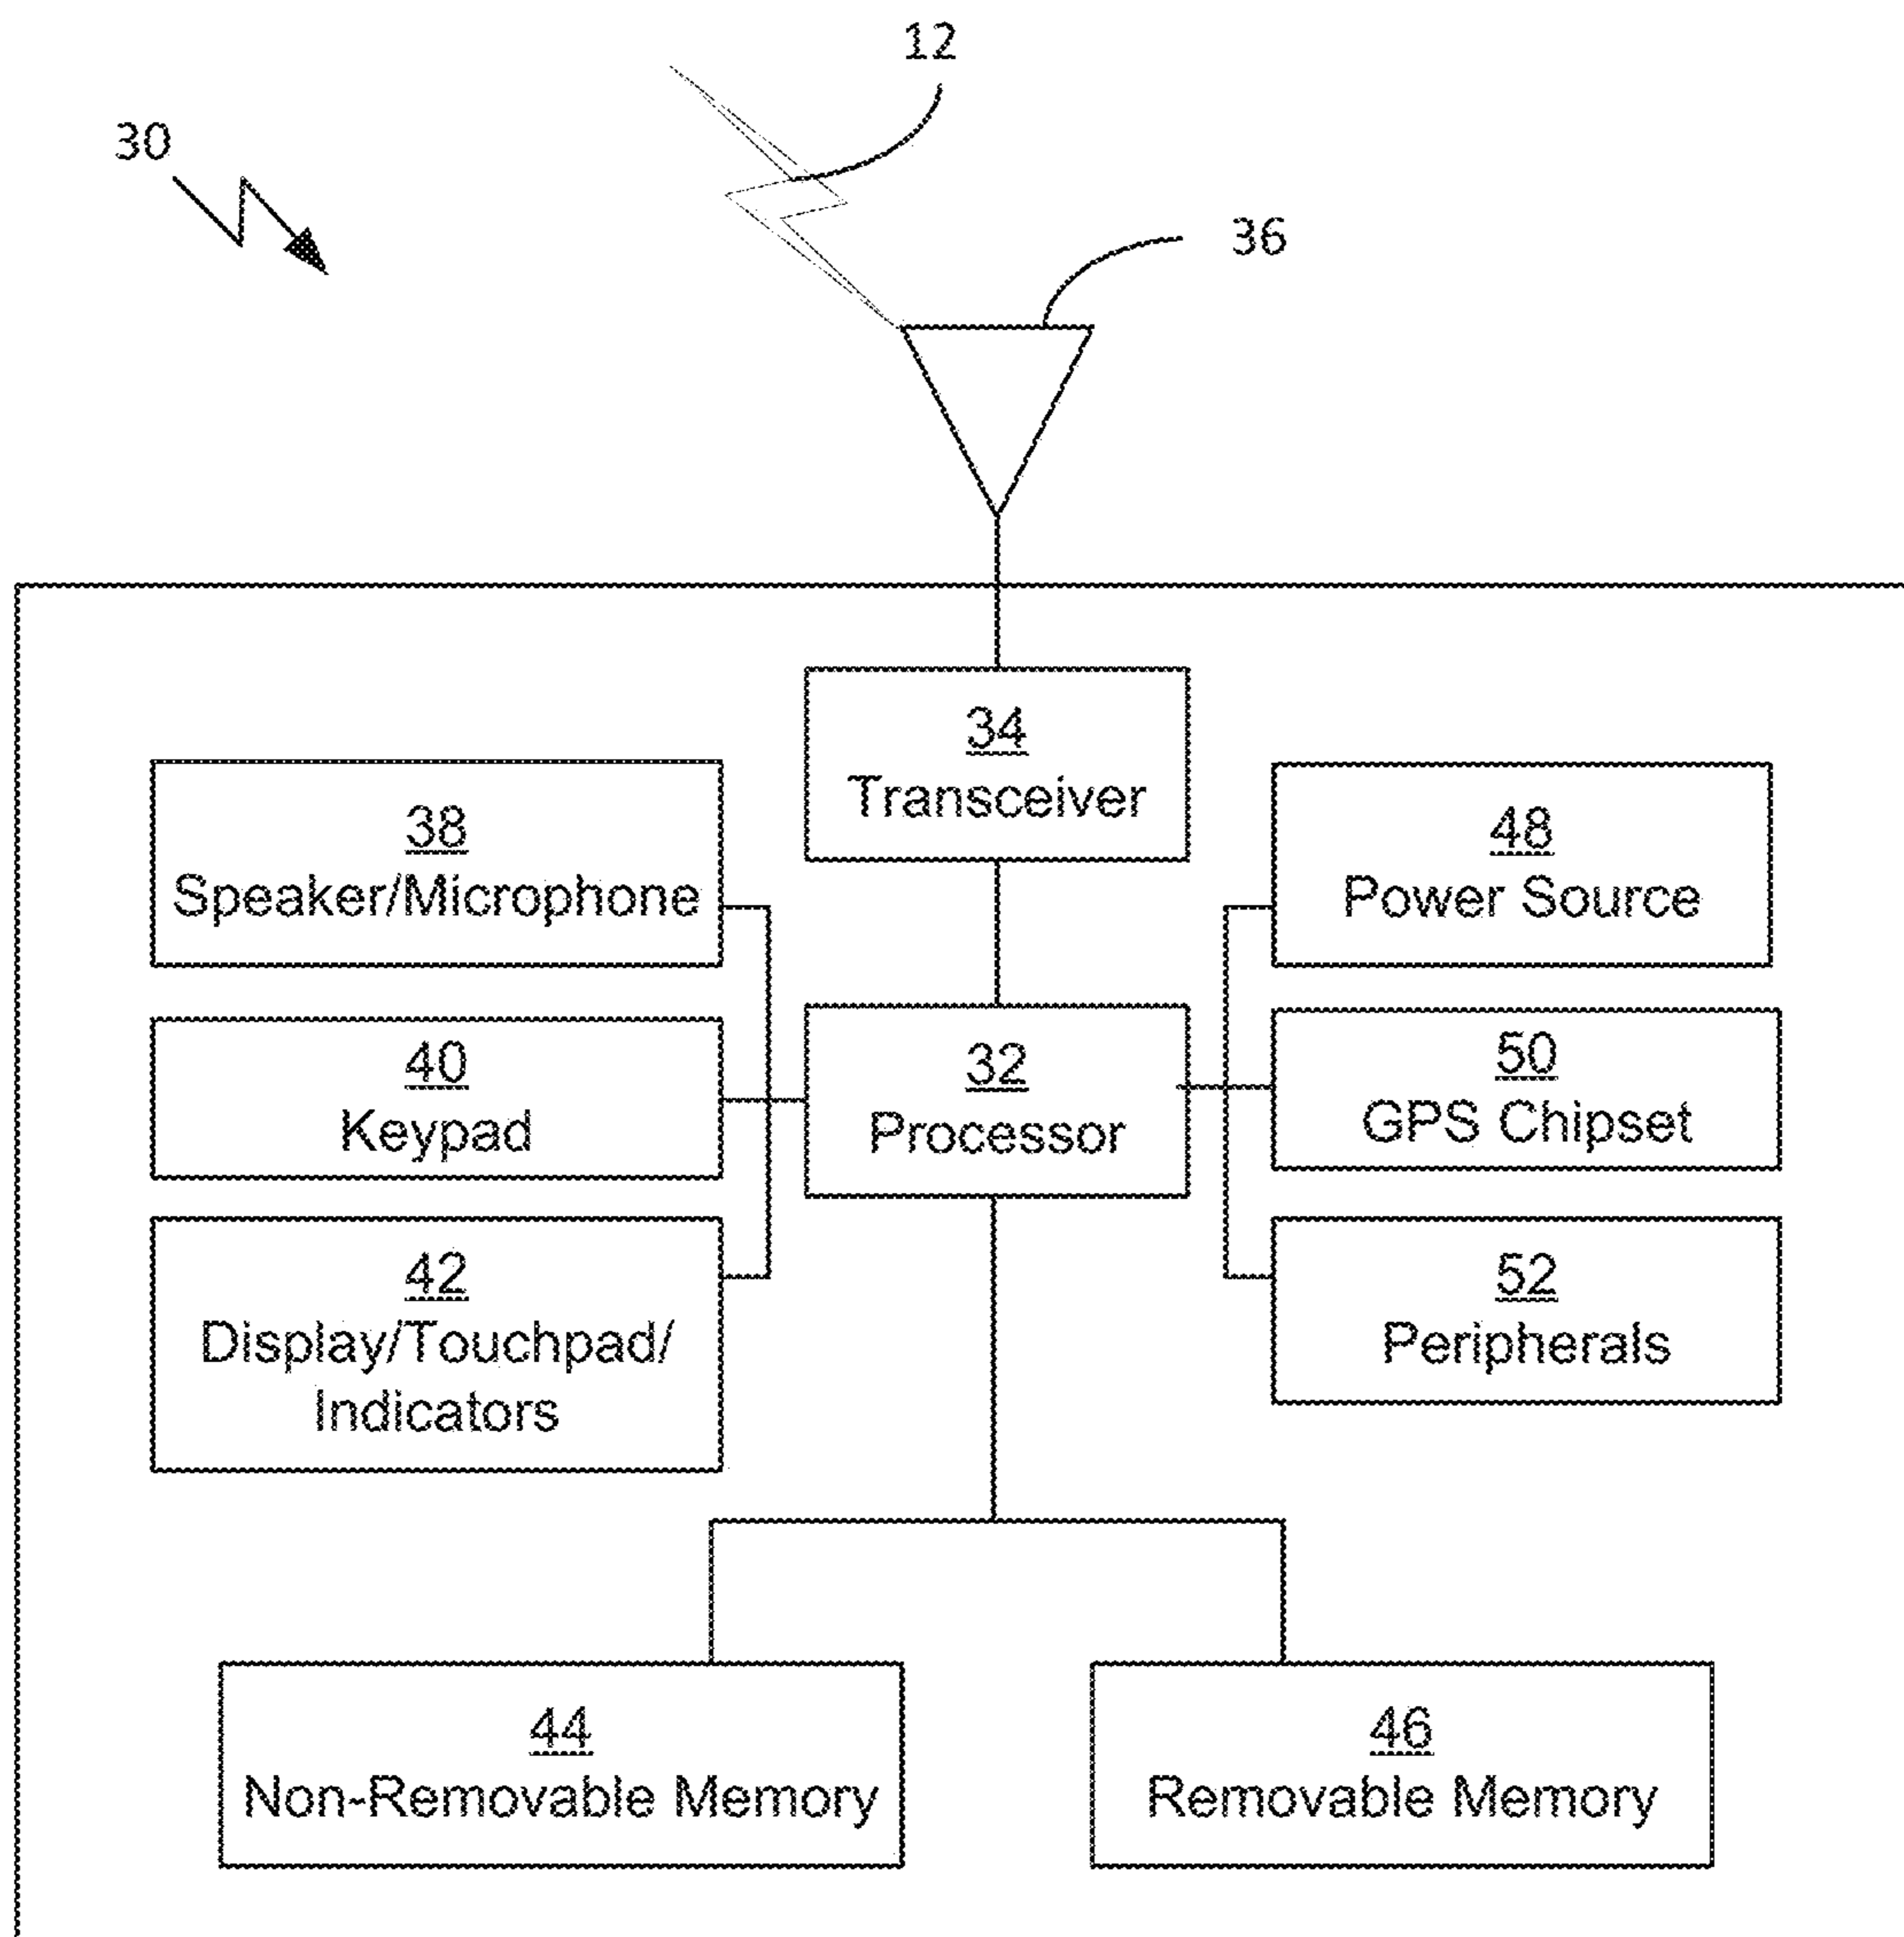 12
30
36
34
Transceiver
38
Speaker/Microphone
48
Power Source
40
Keypad
32
Processor
50
GPS Chipset
42
Display/Touchpad/
Indicators
52
Peripherals
44
Non-Removable Memory
46
Removable Memory